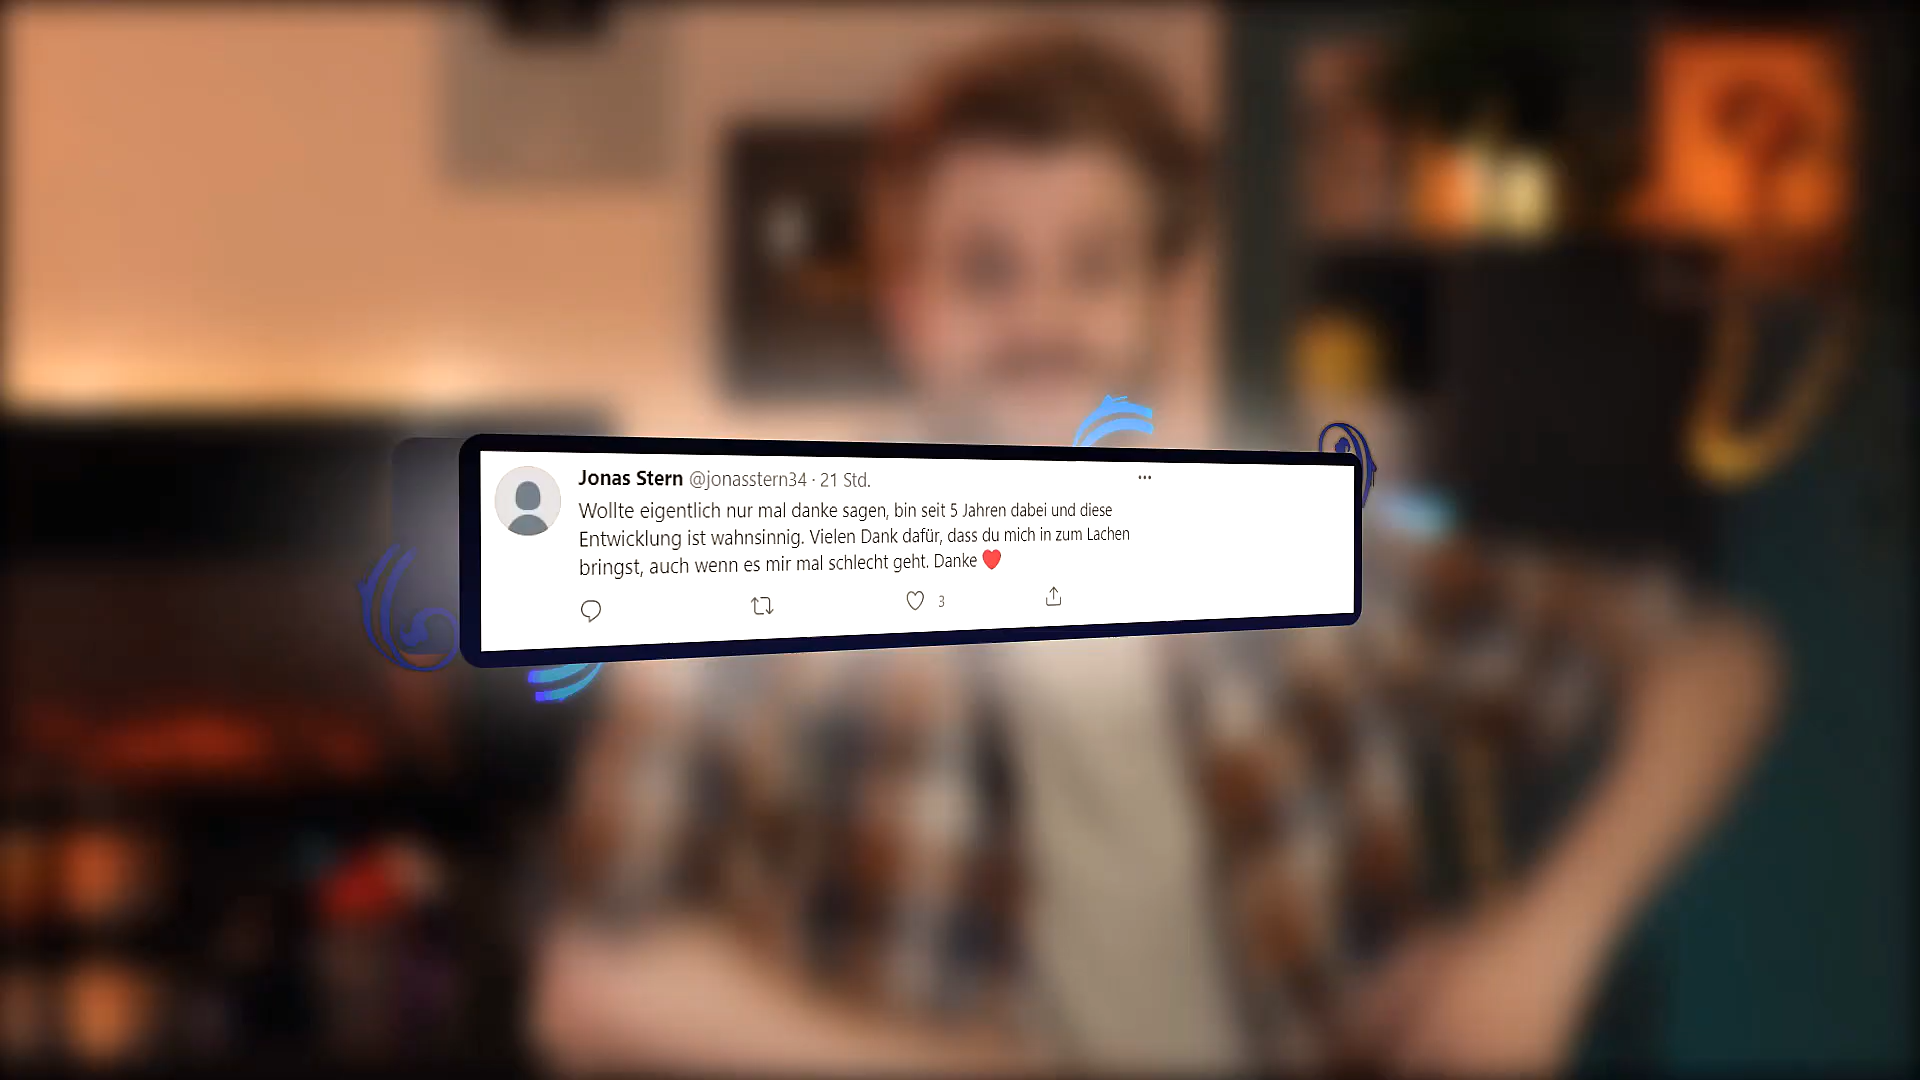 Jonas Stern @jonasstern34 · 21 Std.
Wollte eigentlich nur mal danke sagen, bin seit 5 Jahren dabei und diese
Entwicklung ist wahnsinnig. Vielen Dank dafür, dass du mich in zum Lachen
bringst, auch wenn es mir mal schlecht geht. Danke ❤️
3